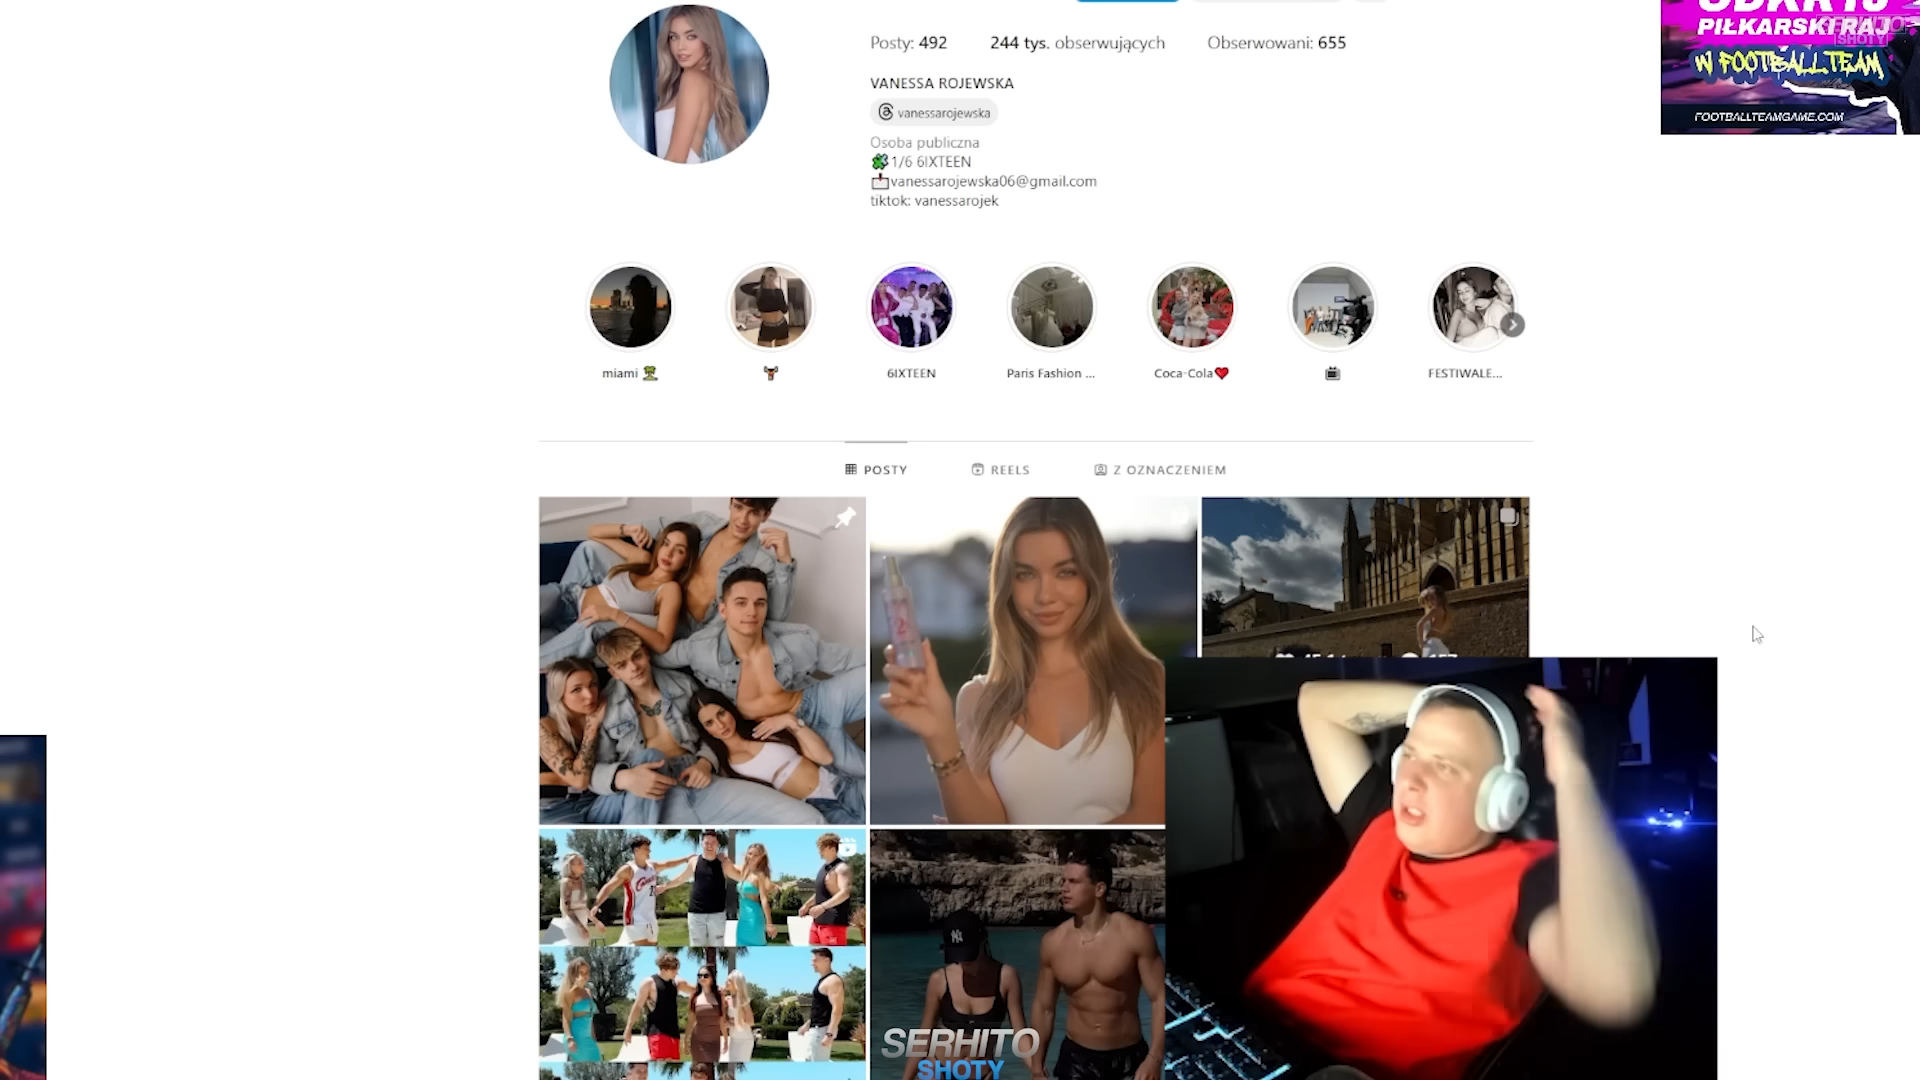 Posty: 492
244 tys. obserwujących
Obserwowani: 655
VANESSA ROJEWSKA
vanessarojewska
Osoba publiczna
1/6 6IXTEEN
vanessarojewska06@gmail.com
tiktok: vanessarojek
miami
6IXTEEN
Paris Fashion ...
Coca-Cola
FESTIWALE...
POSTY
REELS
Z OZNACZENIEM
PIŁKARSKI RAJ
W FOOTBALLTEAM
FOOTBALLTEAMGAME.COM
SERHITO
SHOTY